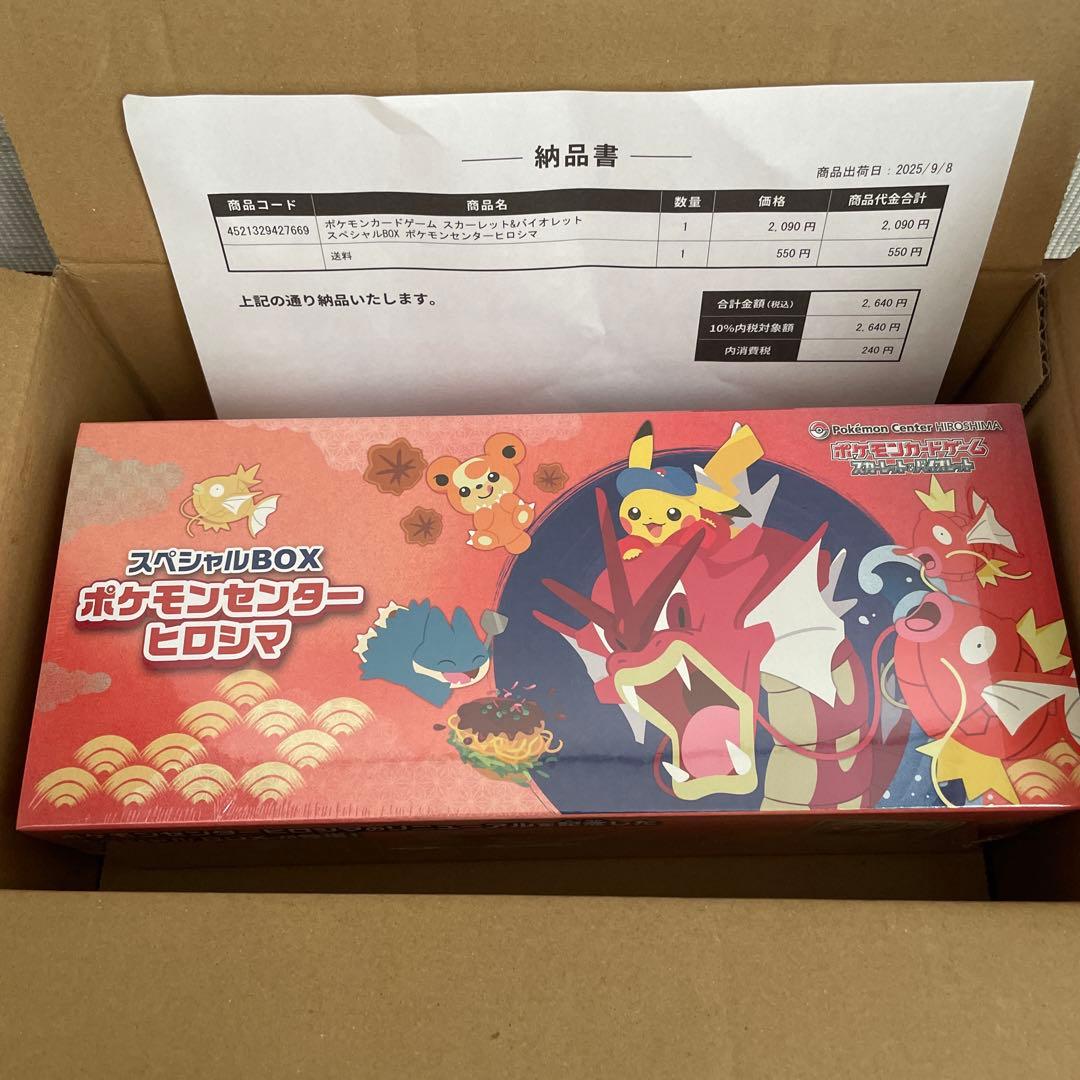 納品書
商品出荷日：2025/9/8
商品コード 商品名 数量 価格 商品代金合計
4521329427669 ポケモンカードゲーム スカーレット&バイオレット 1 2,090円 2,090円
スペシャルBOX ポケモンセンターヒロシマ
送料 1 550円 550円
上記の通り納品いたします。
合計金額(税込) 2,640円
10%内税対象額 2,640円
内消費税 240円
Pokémon Center HIROSHIMA
ポケモンカードゲーム
スカーレット&バイオレット
スペシャルBOX
ポケモンセンター
ヒロシマ